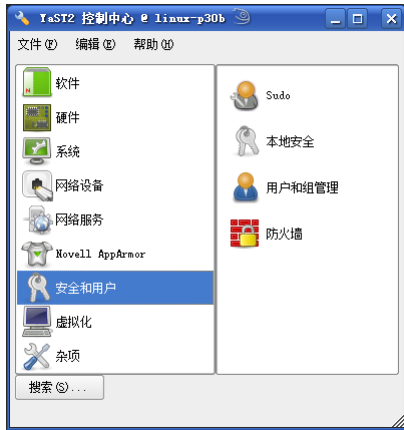 YaST2 控制中心 @ linux-p30b
文件(F) 编辑(E) 帮助(H)
软件
硬件
系统
网络设备
网络服务
Novell AppArmor
安全和用户
虚拟化
杂项
Sudo
本地安全
用户和组管理
防火墙
搜索(S)...